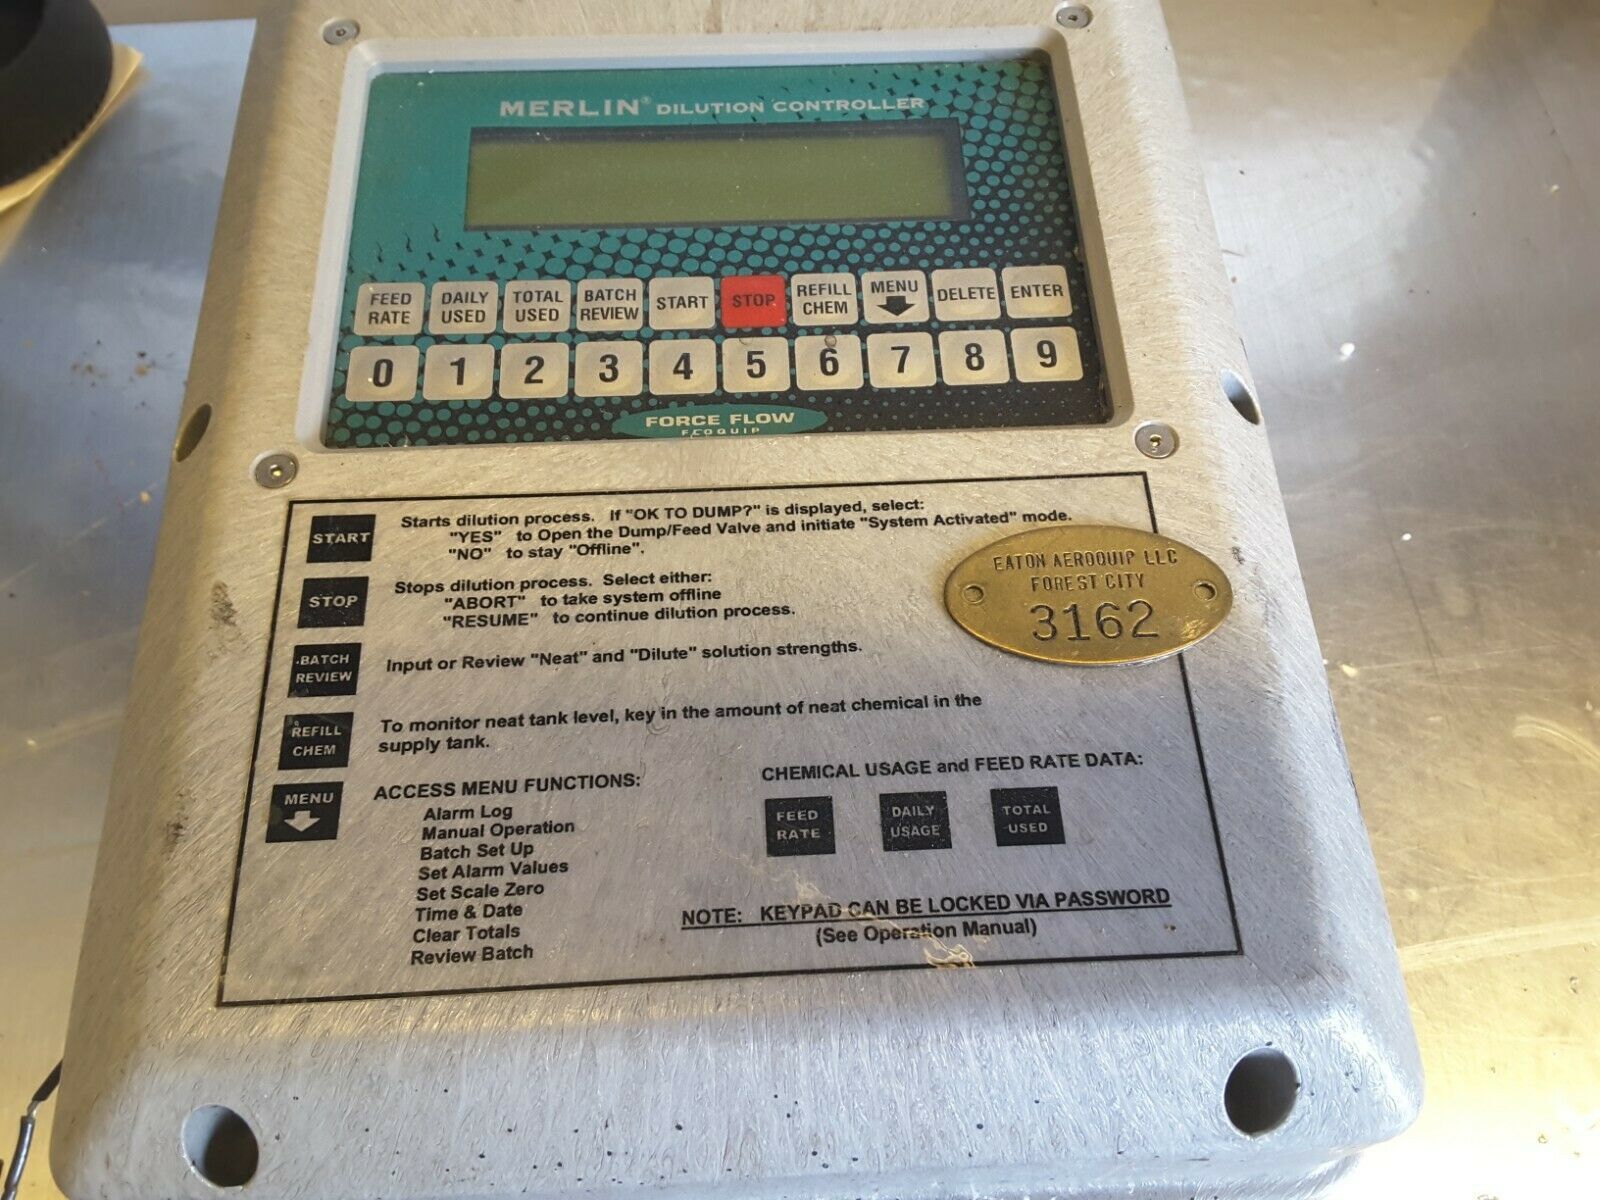 MERLIN® DILUTION CONTROLLER
FEED RATE
DAILY USED
TOTAL USED
BATCH REVIEW
START
STOP
REFILL CHEM
MENU
DELETE
ENTER
0 1 2 3 4 5 6 7 8 9
FORCE FLOW
ECOQUIP
START
Starts dilution process. If "OK TO DUMP?" is displayed, select:
"YES" to Open the Dump/Feed Valve and initiate "System Activated" mode.
"NO" to stay "Offline".
STOP
Stops dilution process. Select either:
"ABORT" to take system offline
"RESUME" to continue dilution process.
BATCH
REVIEW
Input or Review "Neat" and "Dilute" solution strengths.
REFILL
CHEM
To monitor neat tank level, key in the amount of neat chemical in the
supply tank.
MENU
ACCESS MENU FUNCTIONS:
Alarm Log
Manual Operation
Batch Set Up
Set Alarm Values
Set Scale Zero
Time & Date
Clear Totals
Review Batch
CHEMICAL USAGE and FEED RATE DATA:
FEED
RATE
DAILY
USAGE
TOTAL
USED
NOTE: KEYPAD CAN BE LOCKED VIA PASSWORD
(See Operation Manual)
EATON AEROQUIP LLC
FOREST CITY
3162